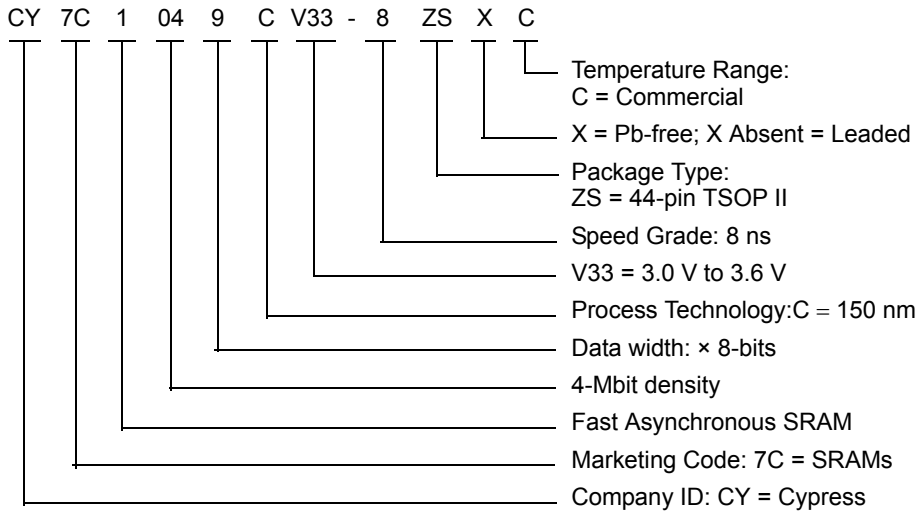 CY 7C 1 04 9 C V33 - 8 ZS X C
Temperature Range:
C = Commercial
X = Pb-free; X Absent = Leaded
Package Type:
ZS = 44-pin TSOP II
Speed Grade: 8 ns
V33 = 3.0 V to 3.6 V
Process Technology:C = 150 nm
Data width: × 8-bits
4-Mbit density
Fast Asynchronous SRAM
Marketing Code: 7C = SRAMs
Company ID: CY = Cypress